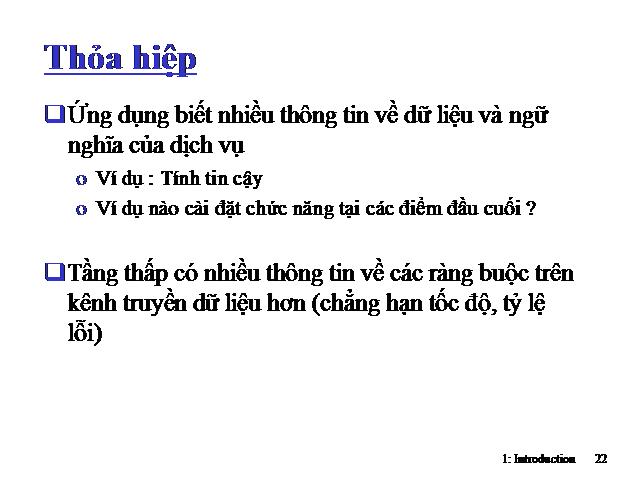 Thỏa hiệp
Ứng dụng biết nhiều thông tin về dữ liệu và ngữ
nghĩa của dịch vụ
o Ví dụ : Tính tin cậy
o Ví dụ nào cài đặt chức năng tại các điểm đầu cuối ?
Tầng thấp có nhiều thông tin về các ràng buộc trên
kênh truyền dữ liệu hơn (chẳng hạn tốc độ, tỷ lệ
lỗi)
1: Introduction 22